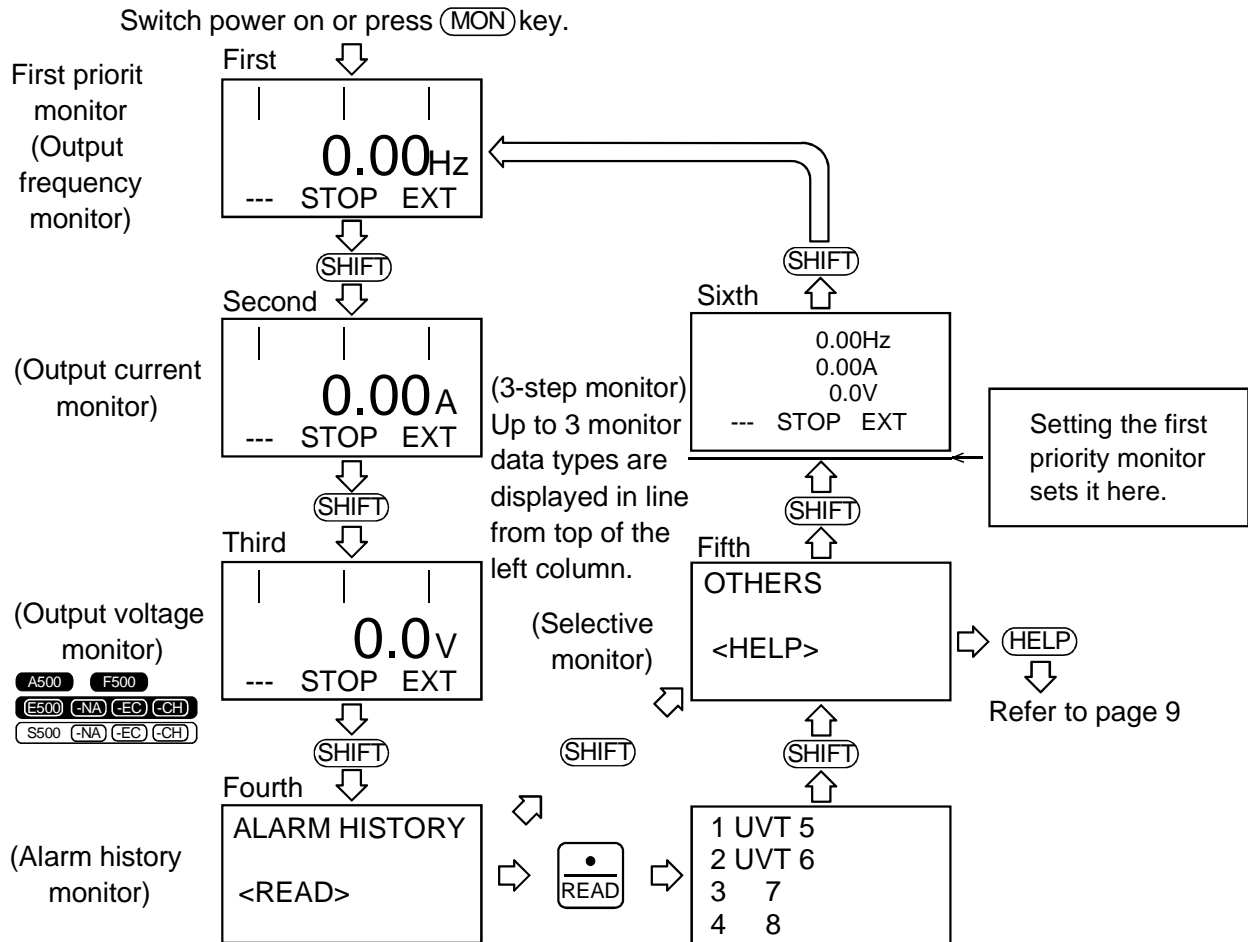 Switch power on or press (MON) key.
First priorit
monitor
(Output
frequency
monitor)
First
0.00Hz
--- STOP EXT
SHIFT
(Output current
monitor)
Second
0.00A
--- STOP EXT
SHIFT
(Output voltage
monitor)
A500 F500
E500 -NA -EC -CH
S500 -NA -EC -CH
Third
0.0V
--- STOP EXT
SHIFT
(Alarm history
monitor)
Fourth
ALARM HISTORY
<READ>
READ
SHIFT
1 UVT 5
2 UVT 6
3 7
4 8
SHIFT
(Selective
monitor)
Fifth
OTHERS
<HELP>
HELP
Refer to page 9
SHIFT
(3-step monitor)
Up to 3 monitor
data types are
displayed in line
from top of the
left column.
Sixth
0.00Hz
0.00A
0.0V
--- STOP EXT
Setting the first
priority monitor
sets it here.
SHIFT